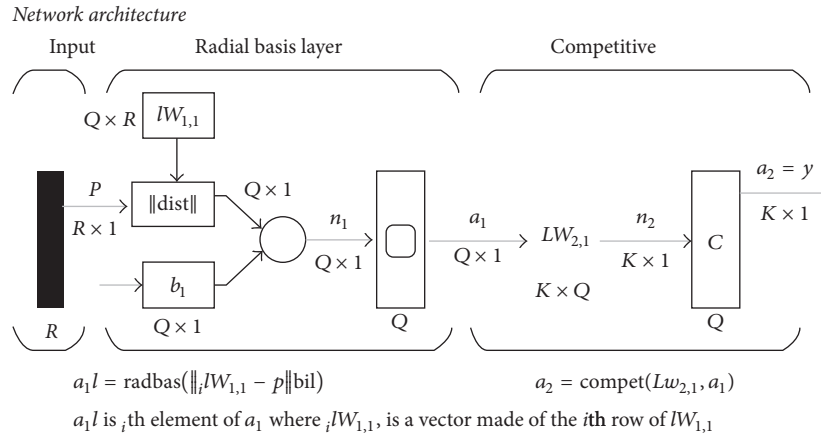 Network architecture
Input Radial basis layer Competitive
Q × R lW1,1
P ‖dist‖ Q × 1 n1 a1 LW2,1 n2 C a2 = y
R × 1 Q × 1 Q × 1 K × 1 K × 1
b1 K × Q
R Q × 1 Q Q
a1l = radbas(‖ilW1,1 − p‖bil) a2 = compet(Lw2,1, a1)
a1l is ith element of a1 where ilW1,1, is a vector made of the ith row of lW1,1